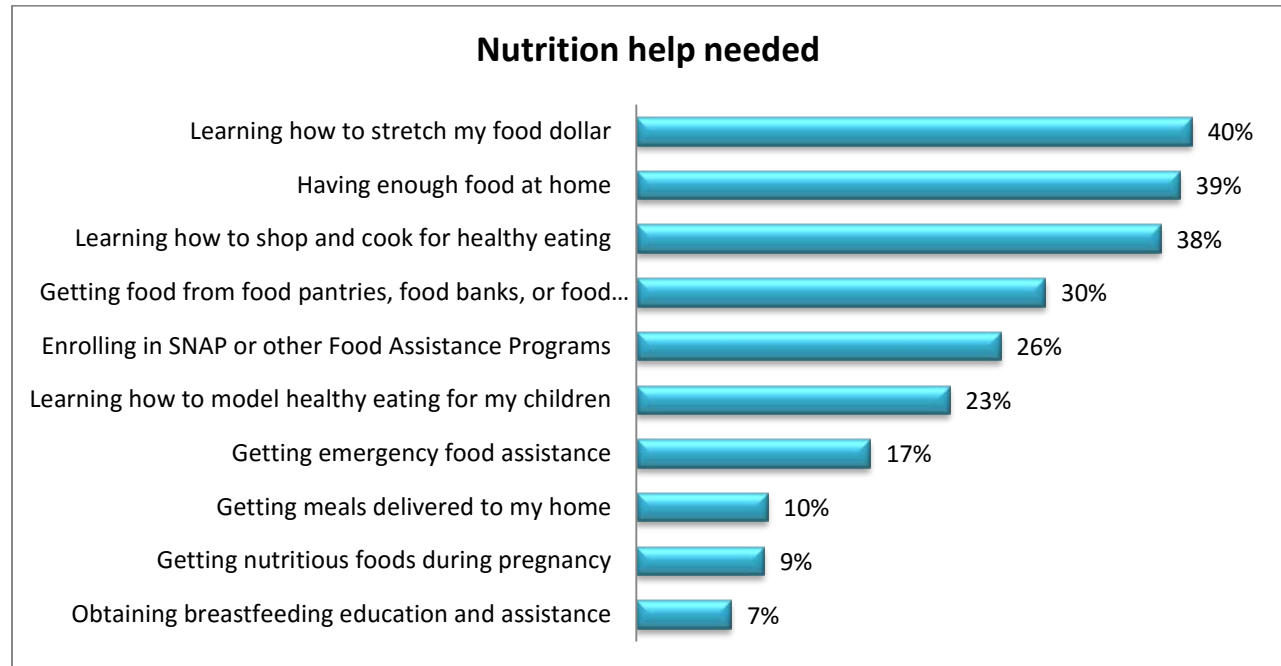 Nutrition help needed
Learning how to stretch my food dollar 40%
Having enough food at home 39%
Learning how to shop and cook for healthy eating 38%
Getting food from food pantries, food banks, or food... 30%
Enrolling in SNAP or other Food Assistance Programs 26%
Learning how to model healthy eating for my children 23%
Getting emergency food assistance 17%
Getting meals delivered to my home 10%
Getting nutritious foods during pregnancy 9%
Obtaining breastfeeding education and assistance 7%